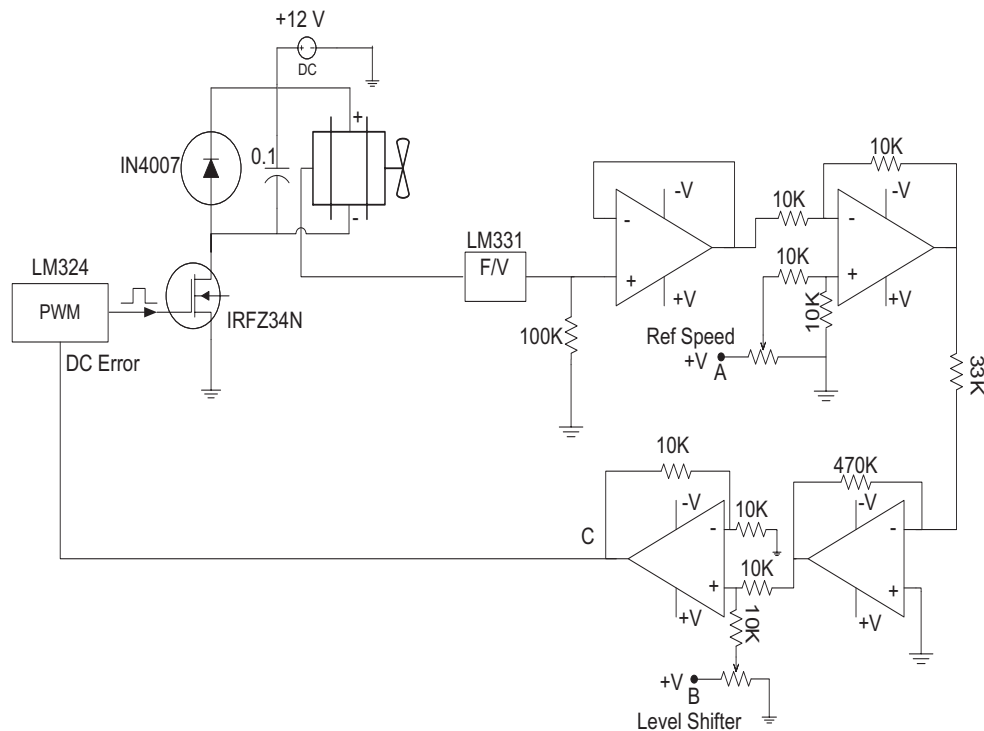 +12 V
+
-
DC
IN4007
0.1
+
-
LM324
PWM
DC Error
IRFZ34N
LM331
F/V
100K
-
+
-V
+V
10K
10K
10K
10K
-
+
-V
+V
Ref Speed
+V
A
33K
470K
-
+
-V
+V
10K
10K
10K
10K
-
+
-V
+V
C
+V
B
Level Shifter